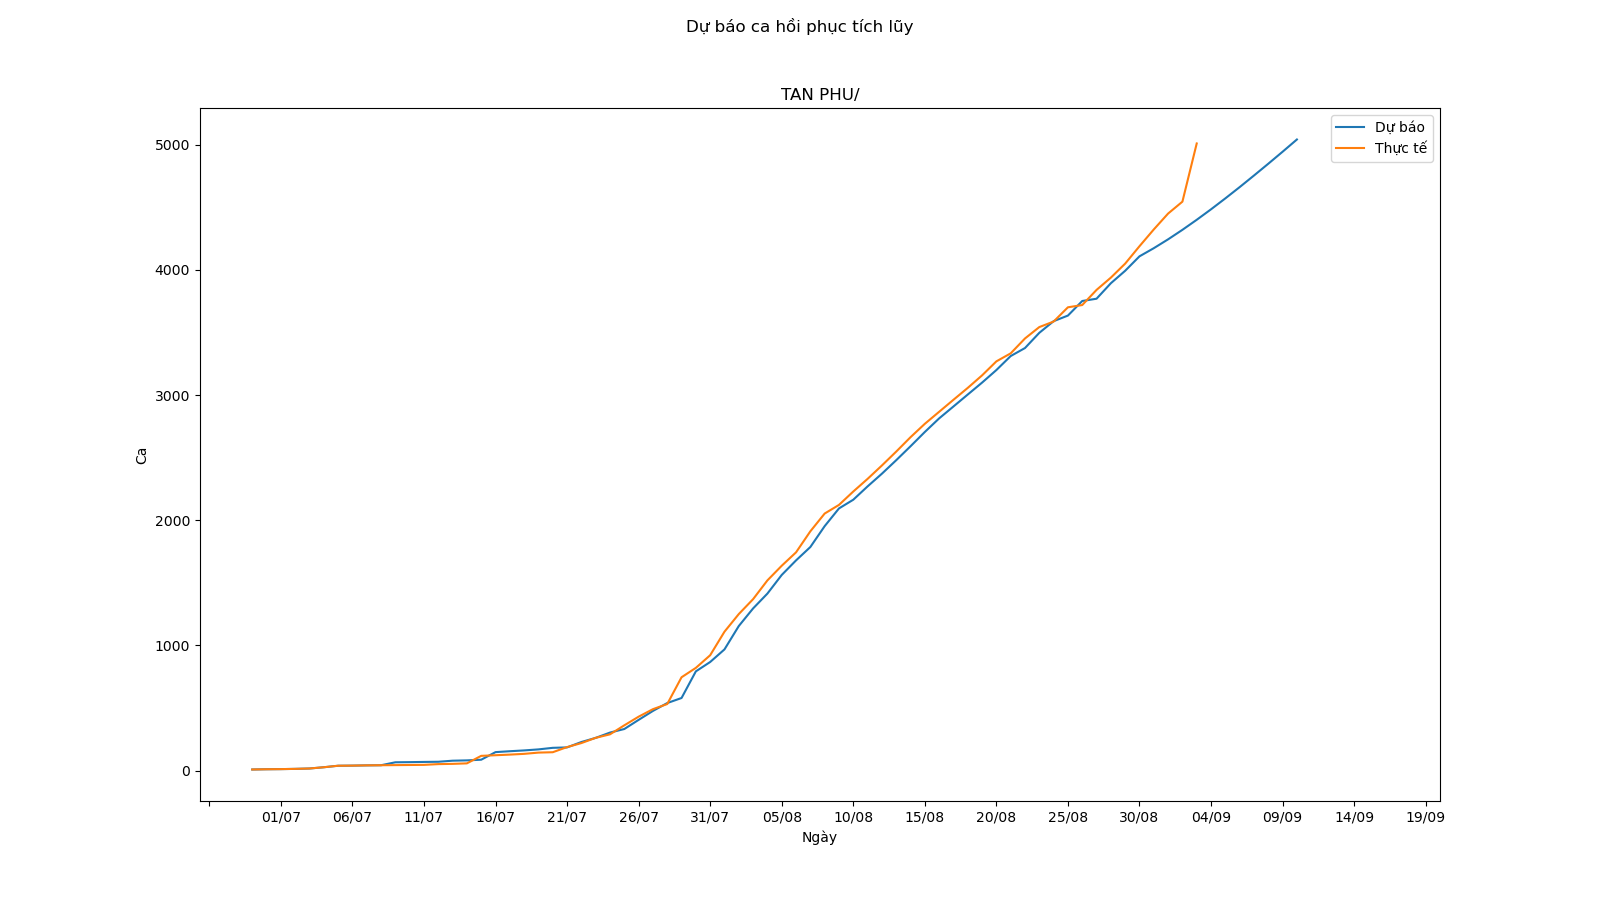 Dự báo ca hồi phục tích lũy
TAN PHU/
Dự báo
Thực tế
5000
4000
3000
2000
1000
0
Ca
01/07 06/07 11/07 16/07 21/07 26/07 31/07 05/08 10/08 15/08 20/08 25/08 30/08 04/09 09/09 14/09 19/09
Ngày